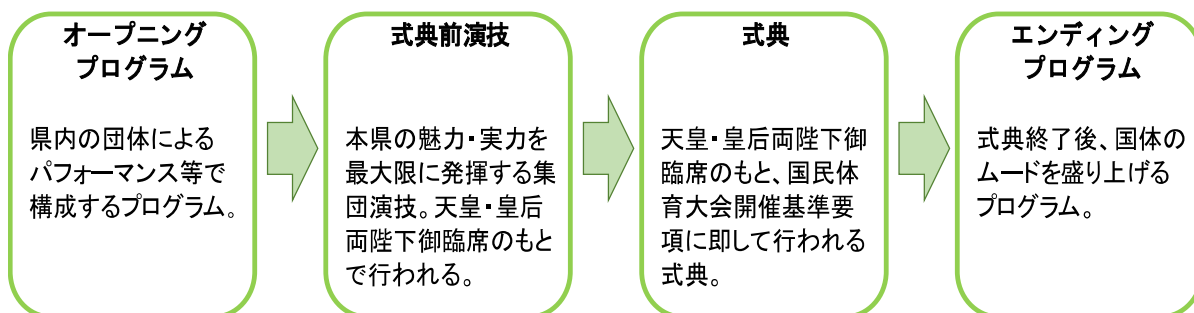 オープニング
プログラム
県内の団体による
パフォーマンス等で
構成するプログラム。
式典前演技
本県の魅力・実力を
最大限に発揮する集
団演技。天皇・皇后
両陛下御臨席のもと
で行われる。
式典
天皇・皇后両陛下御
臨席のもと、国民体
育大会開催基準要
項に即して行われる
式典。
エンディング
プログラム
式典終了後、国体の
ムードを盛り上げる
プログラム。